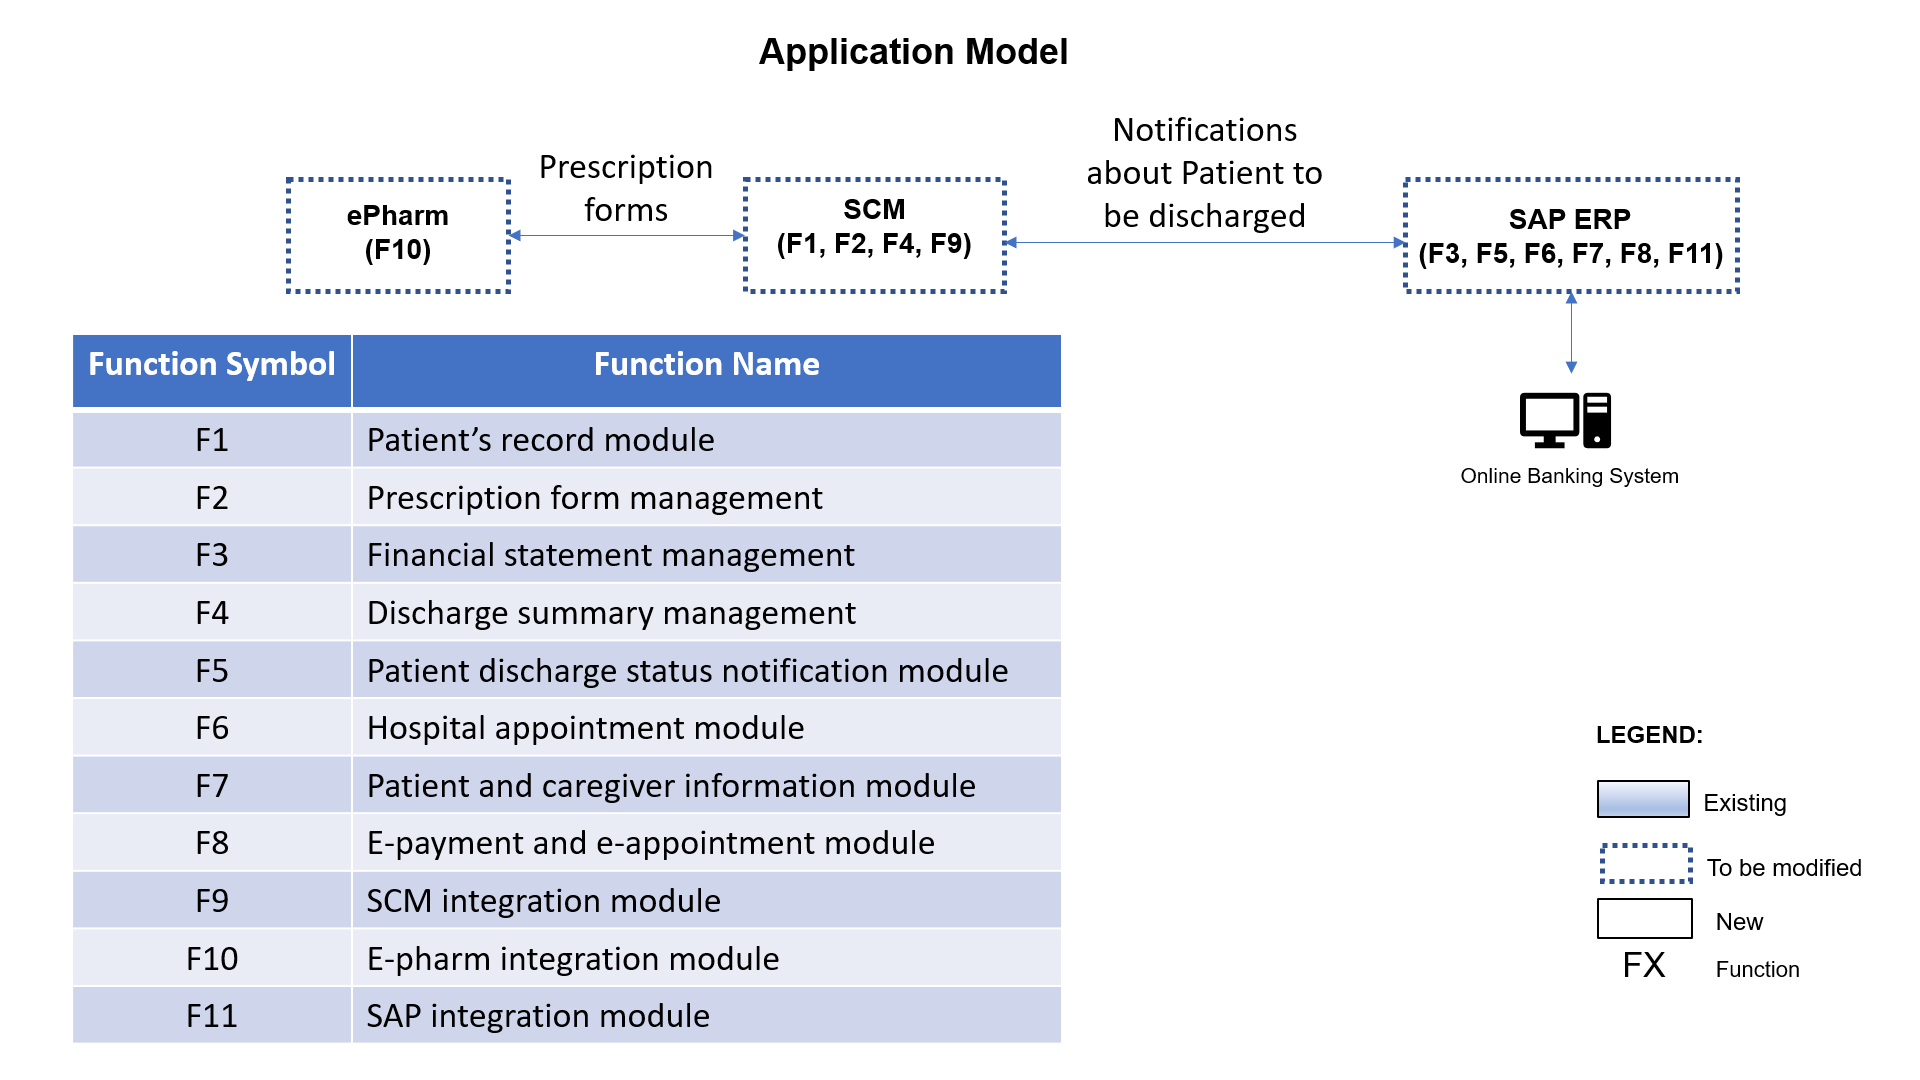 Application Model
ePharm
(F10)
Prescription
forms
SCM
(F1, F2, F4, F9)
Notifications
about Patient to
be discharged
SAP ERP
(F3, F5, F6, F7, F8, F11)
Online Banking System
Function Symbol Function Name
F1 Patient’s record module
F2 Prescription form management
F3 Financial statement management
F4 Discharge summary management
F5 Patient discharge status notification module
F6 Hospital appointment module
F7 Patient and caregiver information module
F8 E-payment and e-appointment module
F9 SCM integration module
F10 E-pharm integration module
F11 SAP integration module
LEGEND:
Existing
To be modified
New
FX Function